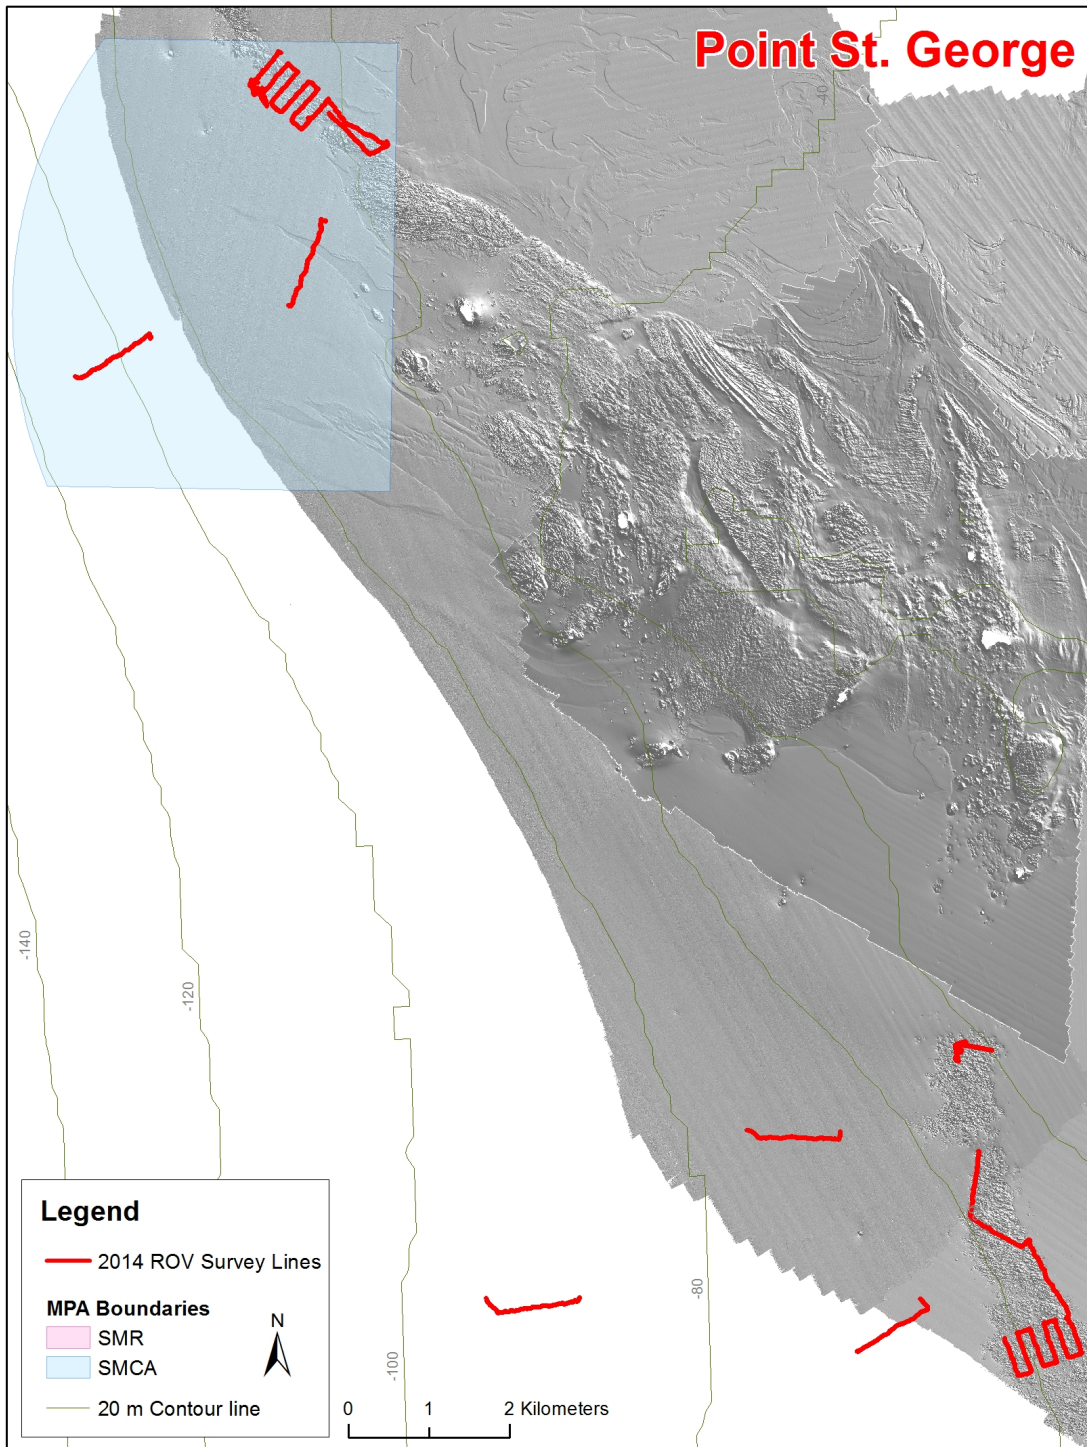 Point St. George
-40
-140
-120
-80
-100
Legend
2014 ROV Survey Lines
MPA Boundaries
SMR
SMCA
20 m Contour line
N
0 1 2 Kilometers